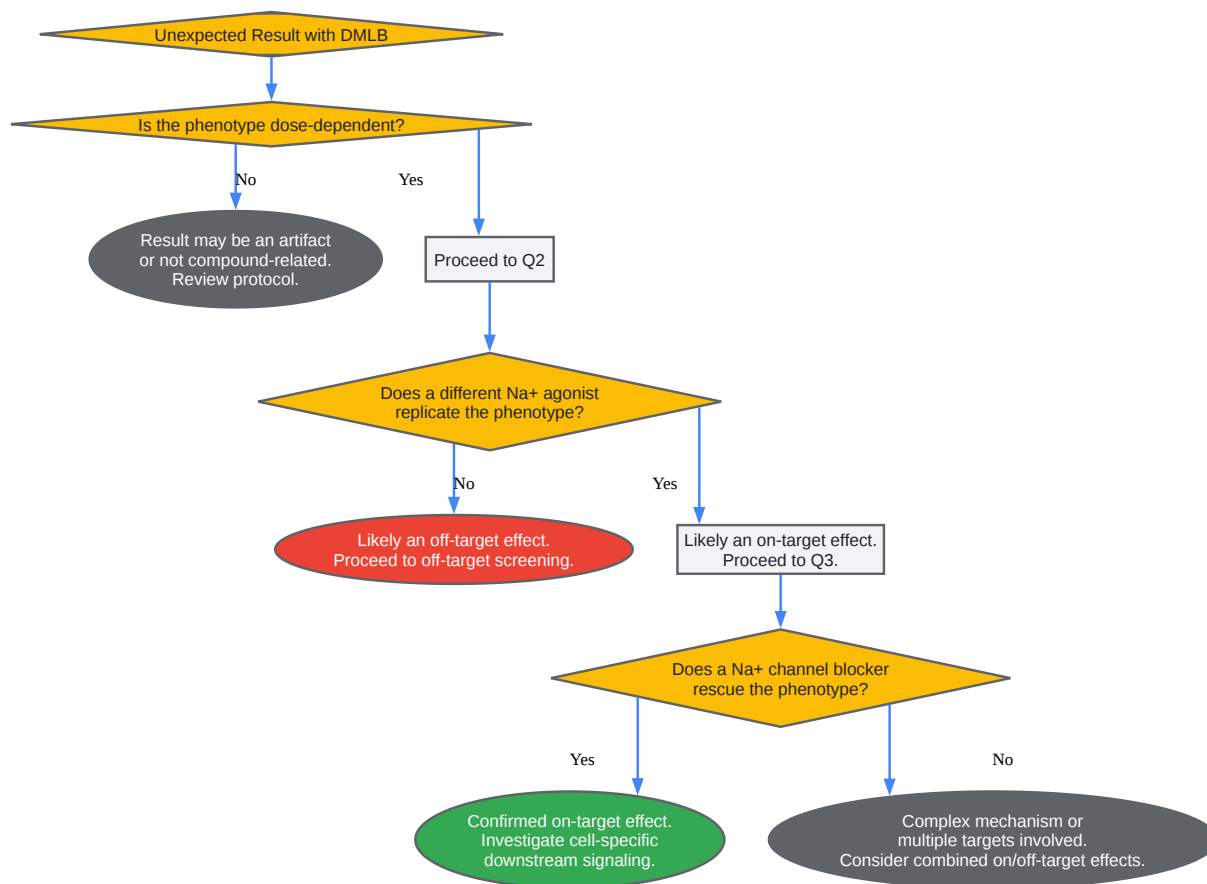 Unexpected Result with DMLB
Is the phenotype dose-dependent?
No
Yes
Result may be an artifact
or not compound-related.
Review protocol.
Proceed to Q2
Does a different Na+ agonist
replicate the phenotype?
No
Yes
Likely an off-target effect.
Proceed to off-target screening.
Likely an on-target effect.
Proceed to Q3.
Does a Na+ channel blocker
rescue the phenotype?
Yes
No
Confirmed on-target effect.
Investigate cell-specific
downstream signaling.
Complex mechanism or
multiple targets involved.
Consider combined on/off-target effects.